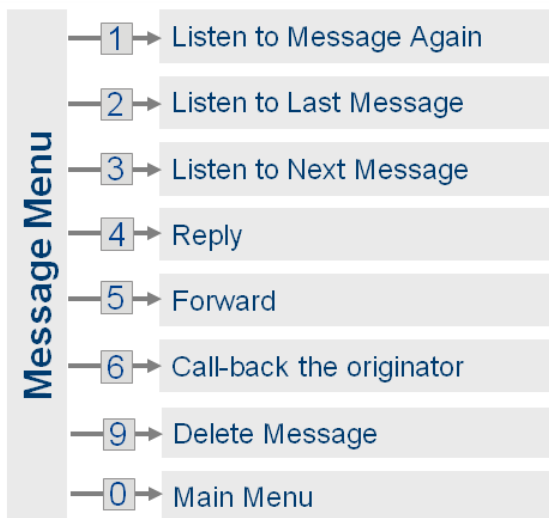 Message Menu
1 Listen to Message Again
2 Listen to Last Message
3 Listen to Next Message
4 Reply
5 Forward
6 Call-back the originator
9 Delete Message
0 Main Menu